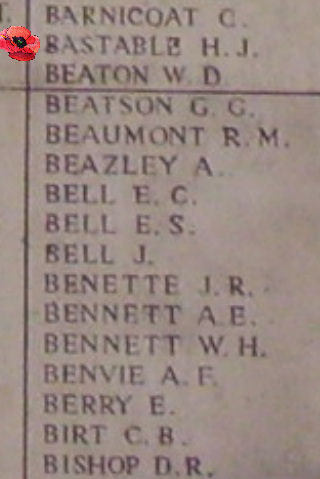 BARNICOAT C.
BASTABLE H.J.
BEATON W.D.
BEATSON G.G.
BEAUMONT R.M.
BEAZLEY A.
BELL E.C.
BELL E.S.
BELL J.
BENETTE J.R.
BENNETT A.E.
BENNETT W.H.
BENVIE A.F.
BERRY E.
BIRT C.B.
BISHOP D.R.